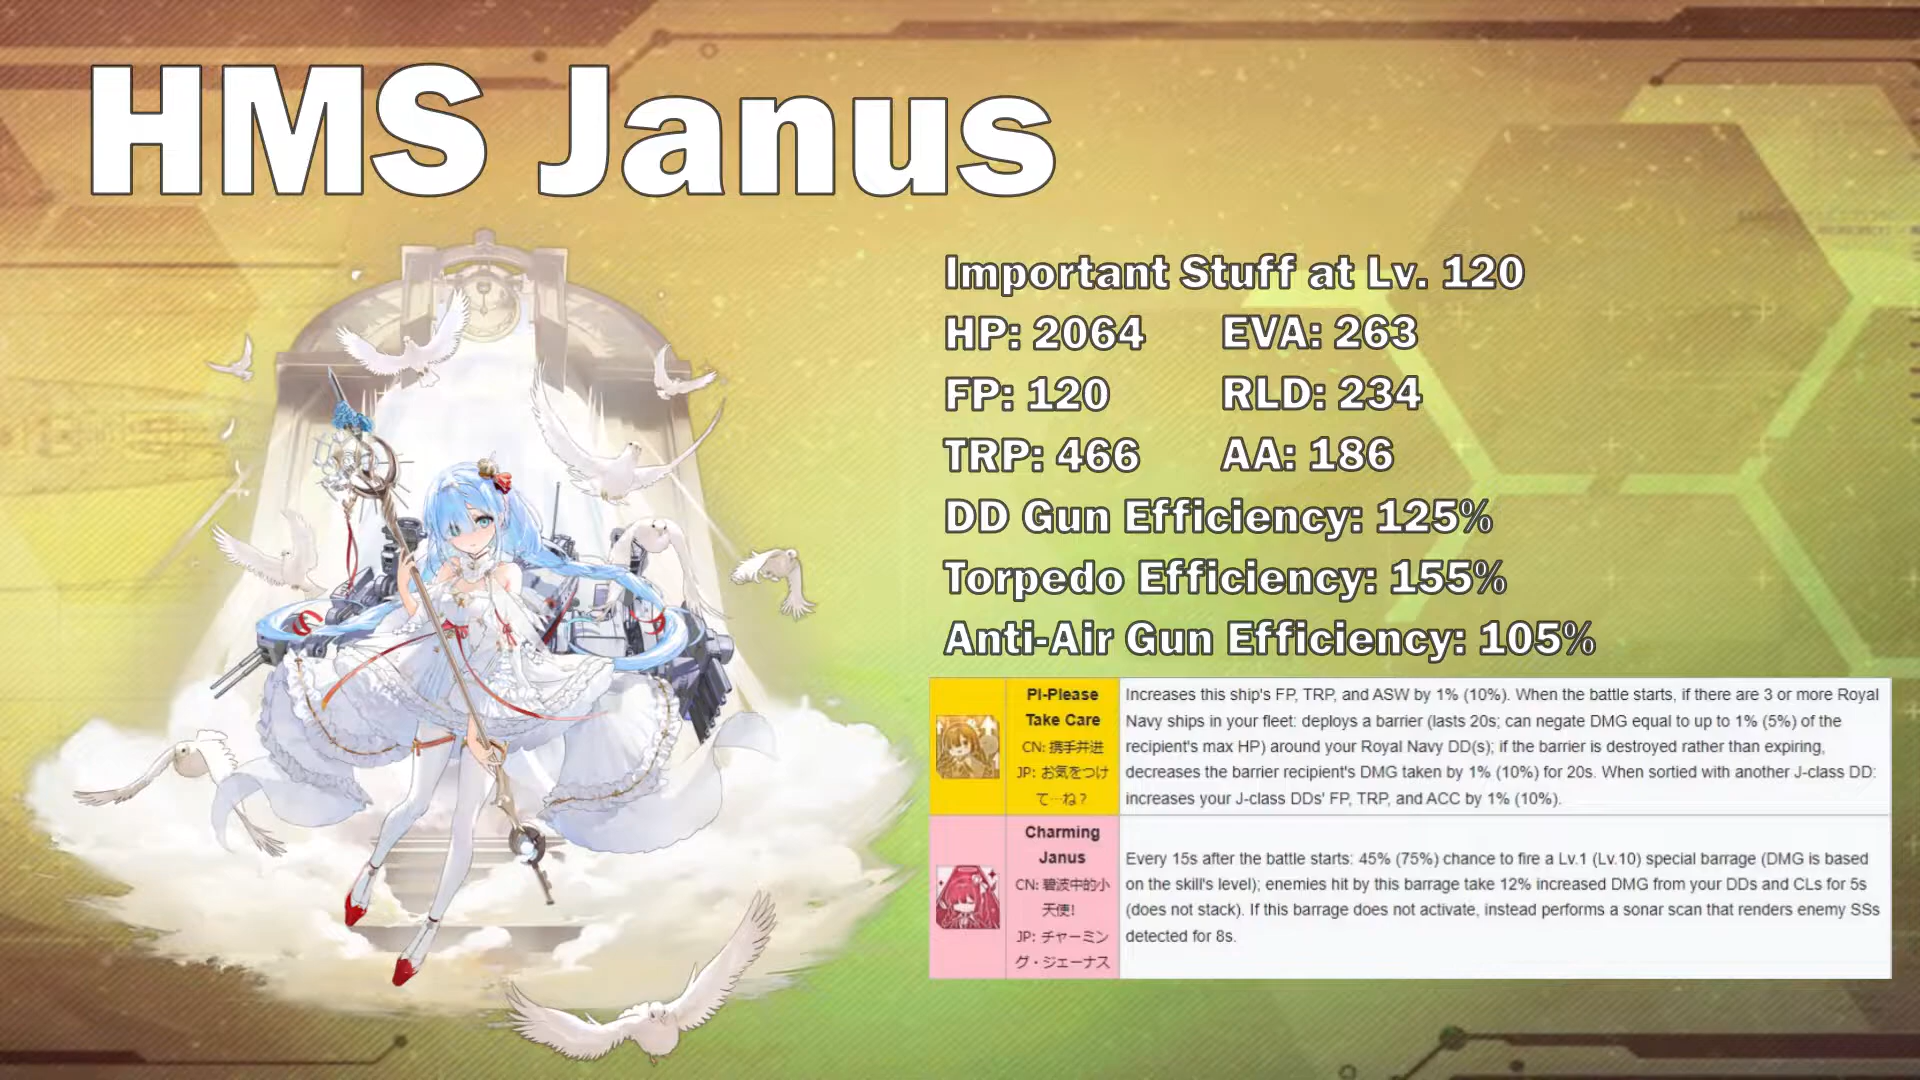 HMS Janus
Important Stuff at Lv. 120
HP: 2064 EVA: 263
FP: 120 RLD: 234
TRP: 466 AA: 186
DD Gun Efficiency: 125%
Torpedo Efficiency: 155%
Anti-Air Gun Efficiency: 105%
Pl-Please
Take Care
CN: 携手并进
JP: お気をつけ
て…ね？
Increases this ship's FP, TRP, and ASW by 1% (10%). When the battle starts, if there are 3 or more Royal
Navy ships in your fleet: deploys a barrier (lasts 20s; can negate DMG equal to up to 1% (5%) of the
recipient's max HP) around your Royal Navy DD(s); if the barrier is destroyed rather than expiring,
decreases the barrier recipient's DMG taken by 1% (10%) for 20s. When sortied with another J-class DD:
increases your J-class DDs' FP, TRP, and ACC by 1% (10%).
Charming
Janus
CN: 碧波中的小
天使!
JP: チャーミン
グ・ジェーナス
Every 15s after the battle starts: 45% (75%) chance to fire a Lv.1 (Lv.10) special barrage (DMG is based
on the skill's level); enemies hit by this barrage take 12% increased DMG from your DDs and CLs for 5s
(does not stack). If this barrage does not activate, instead performs a sonar scan that renders enemy SSs
detected for 8s.